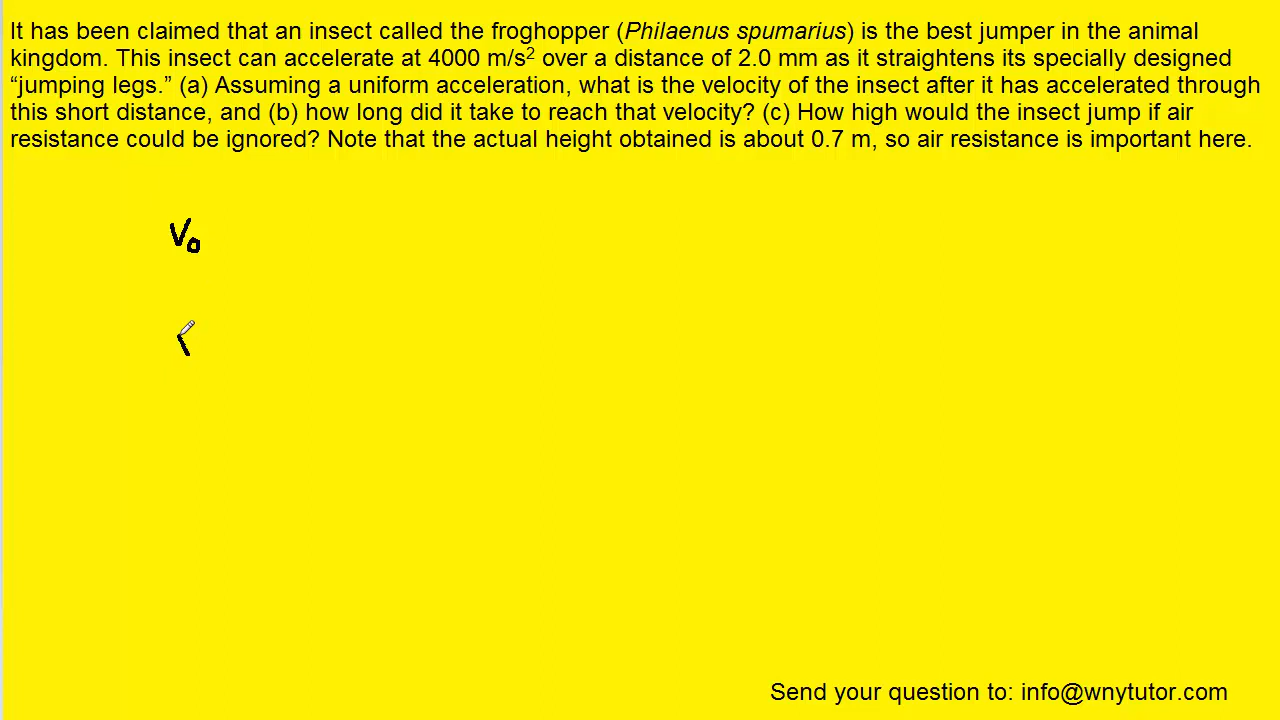 It has been claimed that an insect called the froghopper (Philaenus spumarius) is the best jumper in the animal
kingdom. This insect can accelerate at 4000 m/s² over a distance of 2.0 mm as it straightens its specially designed
“jumping legs.” (a) Assuming a uniform acceleration, what is the velocity of the insect after it has accelerated through
this short distance, and (b) how long did it take to reach that velocity? (c) How high would the insect jump if air
resistance could be ignored? Note that the actual height obtained is about 0.7 m, so air resistance is important here.
V₀
Send your question to: info@wnytutor.com